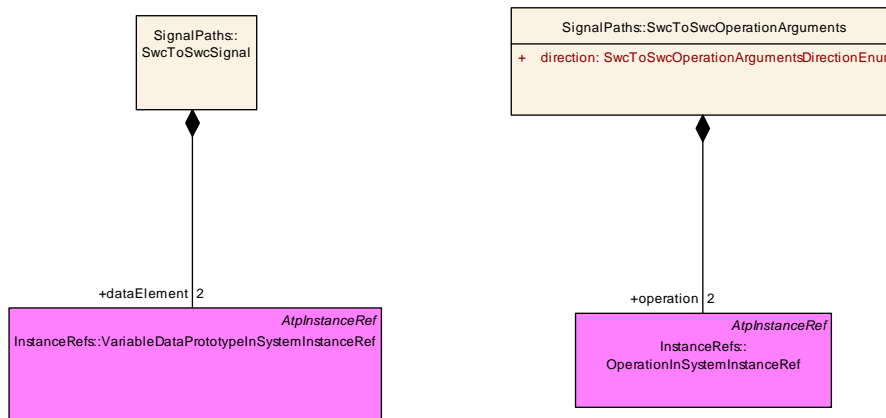 SignalPaths::
SwcToSwcSignal
+dataElement 2
AtpInstanceRef
InstanceRefs::VariableDataPrototypeInSystemInstanceRef
SignalPaths::SwcToSwcOperationArguments
+ direction: SwcToSwcOperationArgumentsDirectionEnum
+operation 2
AtpInstanceRef
InstanceRefs::
OperationInSystemInstanceRef